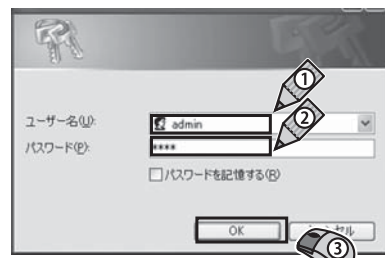 ①
ユーザー名(U):
admin
②
パスワード(P):
****
パスワードを記憶する(R)
OK
③